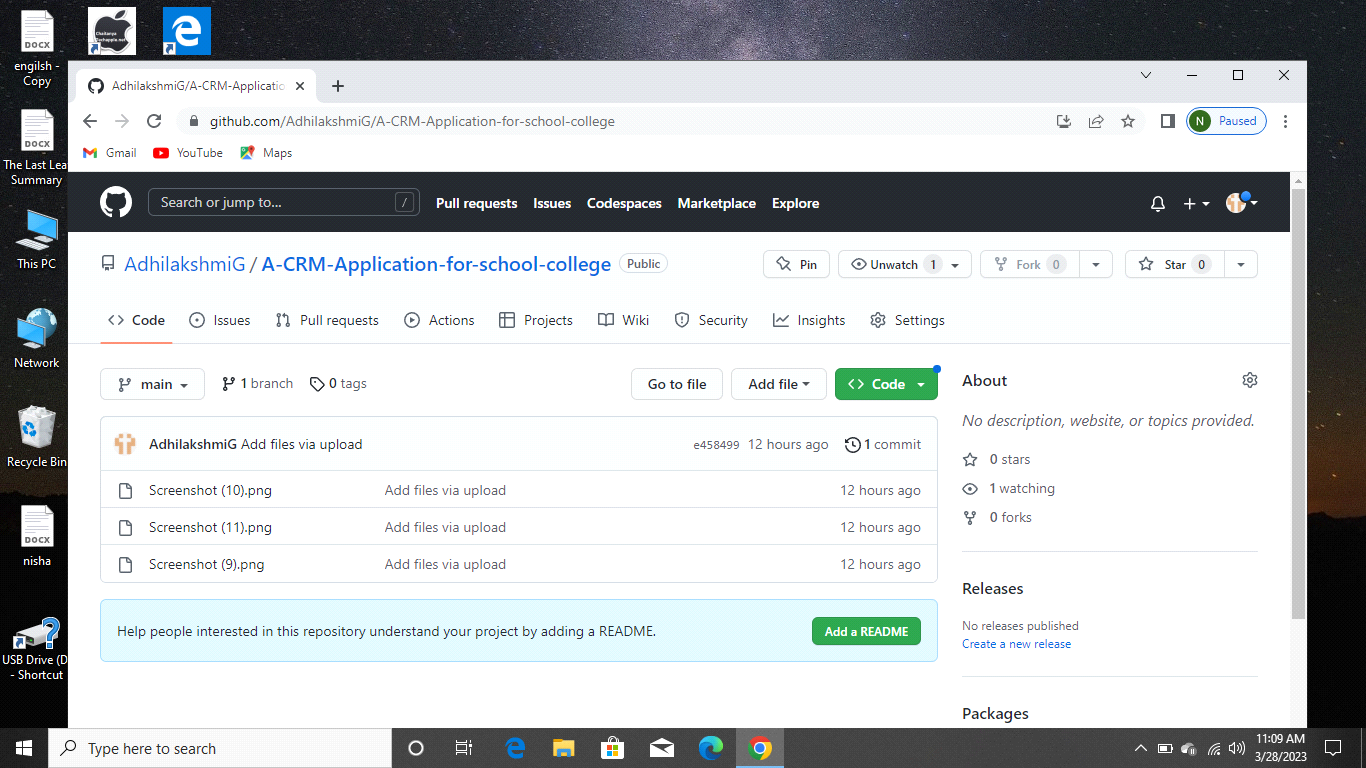 DOCX
engilsh -
Copy
Chaitanya
DOCX
The Last Lea
Summary
This PC
Network
Recycle Bin
DOCX
nisha
USB Drive (D
- Shortcut
AdhilakshmiG/A-CRM-Applicatio
github.com/AdhilakshmiG/A-CRM-Application-for-school-college
N Paused
Gmail YouTube Maps
Search or jump to... / Pull requests Issues Codespaces Marketplace Explore
AdhilakshmiG / A-CRM-Application-for-school-college Public Pin Unwatch 1 Fork 0 Star 0
Code Issues Pull requests Actions Projects Wiki Security Insights Settings
main 1 branch 0 tags Go to file Add file Code
AdhilakshmiG Add files via upload e458499 12 hours ago 1 commit
Screenshot (10).png Add files via upload 12 hours ago
Screenshot (11).png Add files via upload 12 hours ago
Screenshot (9).png Add files via upload 12 hours ago
Help people interested in this repository understand your project by adding a README. Add a README
About
No description, website, or topics provided.
0 stars
1 watching
0 forks
Releases
No releases published
Create a new release
Packages
Type here to search
11:09 AM
3/28/2023